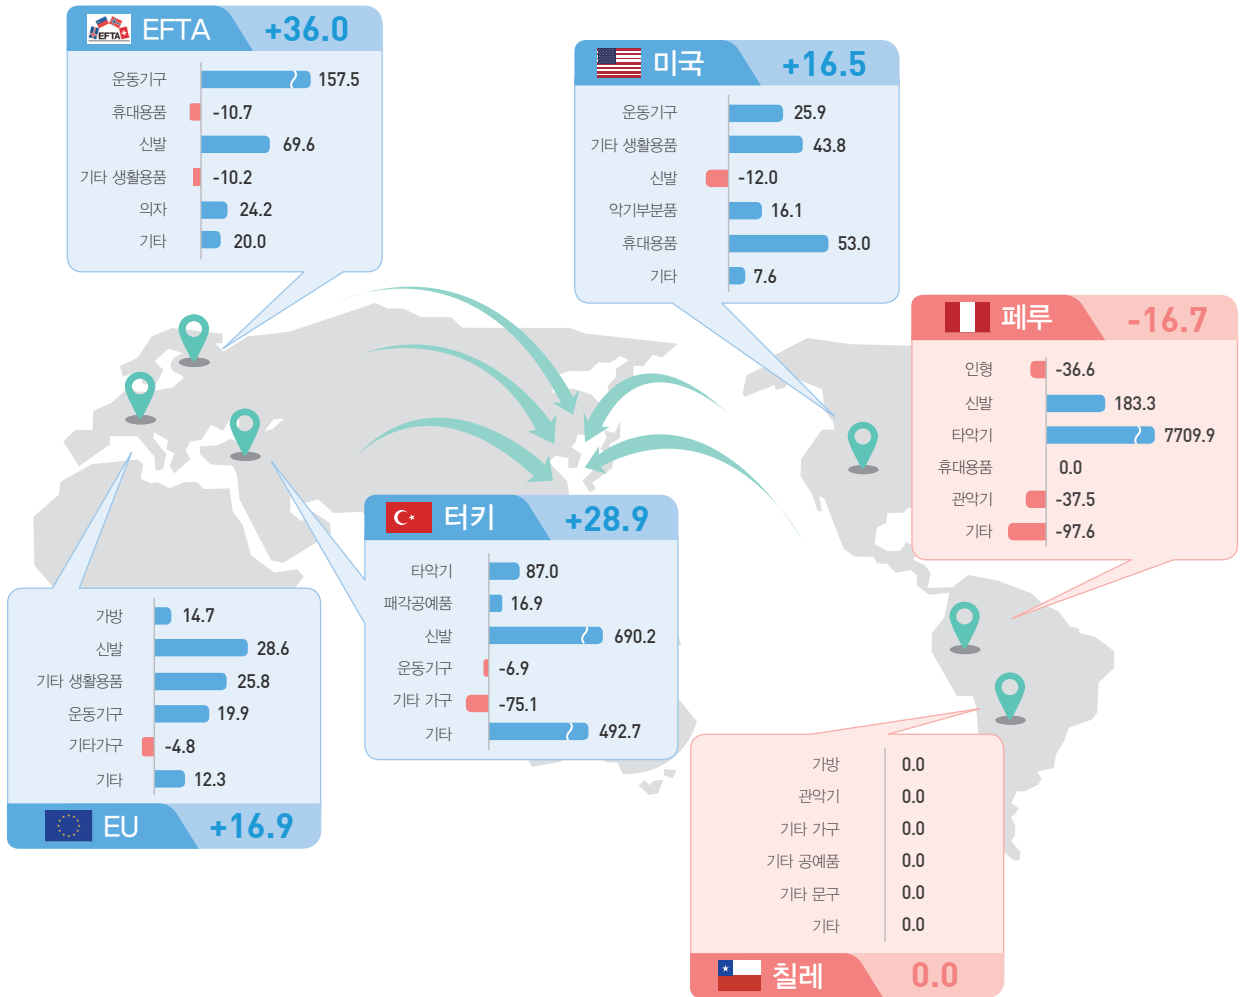 EFTA EFTA +36.0
운동기구 157.5
휴대용품 -10.7
신발 69.6
기타 생활용품 -10.2
의자 24.2
기타 20.0
미국 +16.5
운동기구 25.9
기타 생활용품 43.8
신발 -12.0
악기부분품 16.1
휴대용품 53.0
기타 7.6
페루 -16.7
인형 -36.6
신발 183.3
타악기 7709.9
휴대용품 0.0
관악기 -37.5
기타 -97.6
터키 +28.9
타악기 87.0
패각공예품 16.9
신발 690.2
운동기구 -6.9
기타 가구 -75.1
기타 492.7
가방 14.7
신발 28.6
기타 생활용품 25.8
운동기구 19.9
기타가구 -4.8
기타 12.3
EU +16.9
가방 0.0
관악기 0.0
기타 가구 0.0
기타 공예품 0.0
기타 문구 0.0
기타 0.0
칠레 0.0